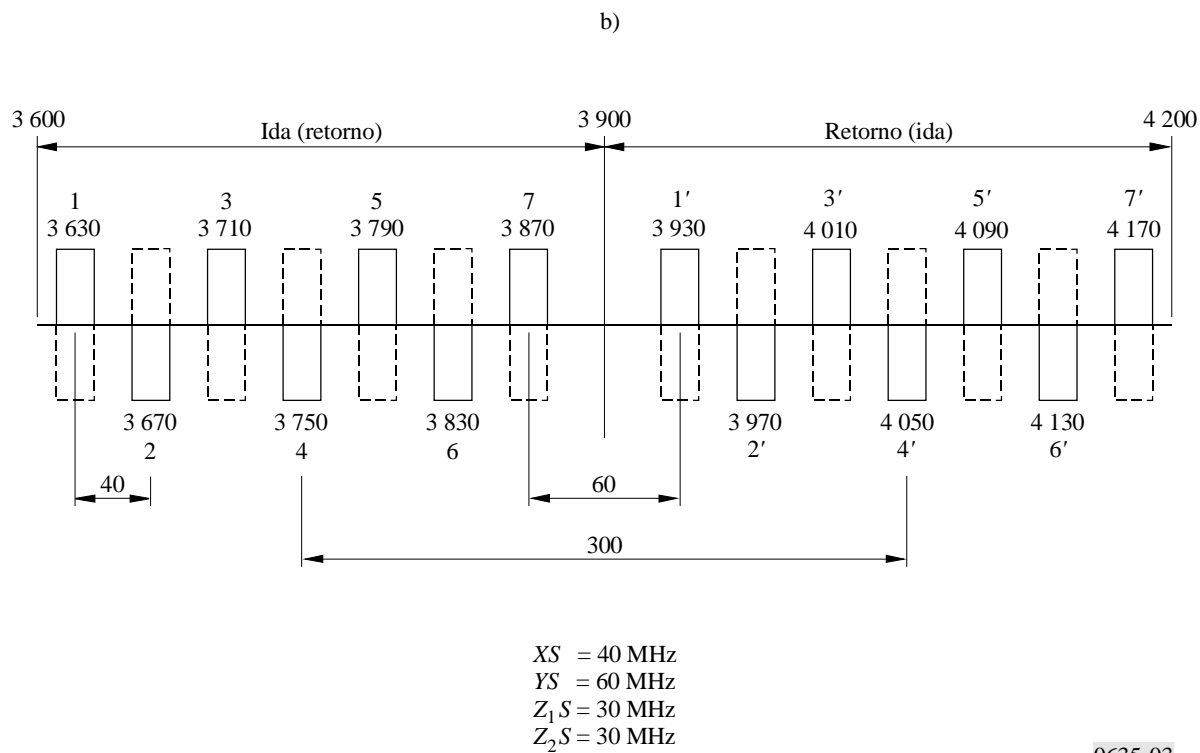 b)
3 600 3 900 4 200
Ida (retorno) Retorno (ida)
1 3 5 7 1′ 3′ 5′ 7′
3 630 3 710 3 790 3 870 3 930 4 010 4 090 4 170
3 670 3 750 3 830 3 970 4 050 4 130
2 4 6 2′ 4′ 6′
40 60
300
XS = 40 MHz
YS = 60 MHz
Z₁S = 30 MHz
Z₂S = 30 MHz